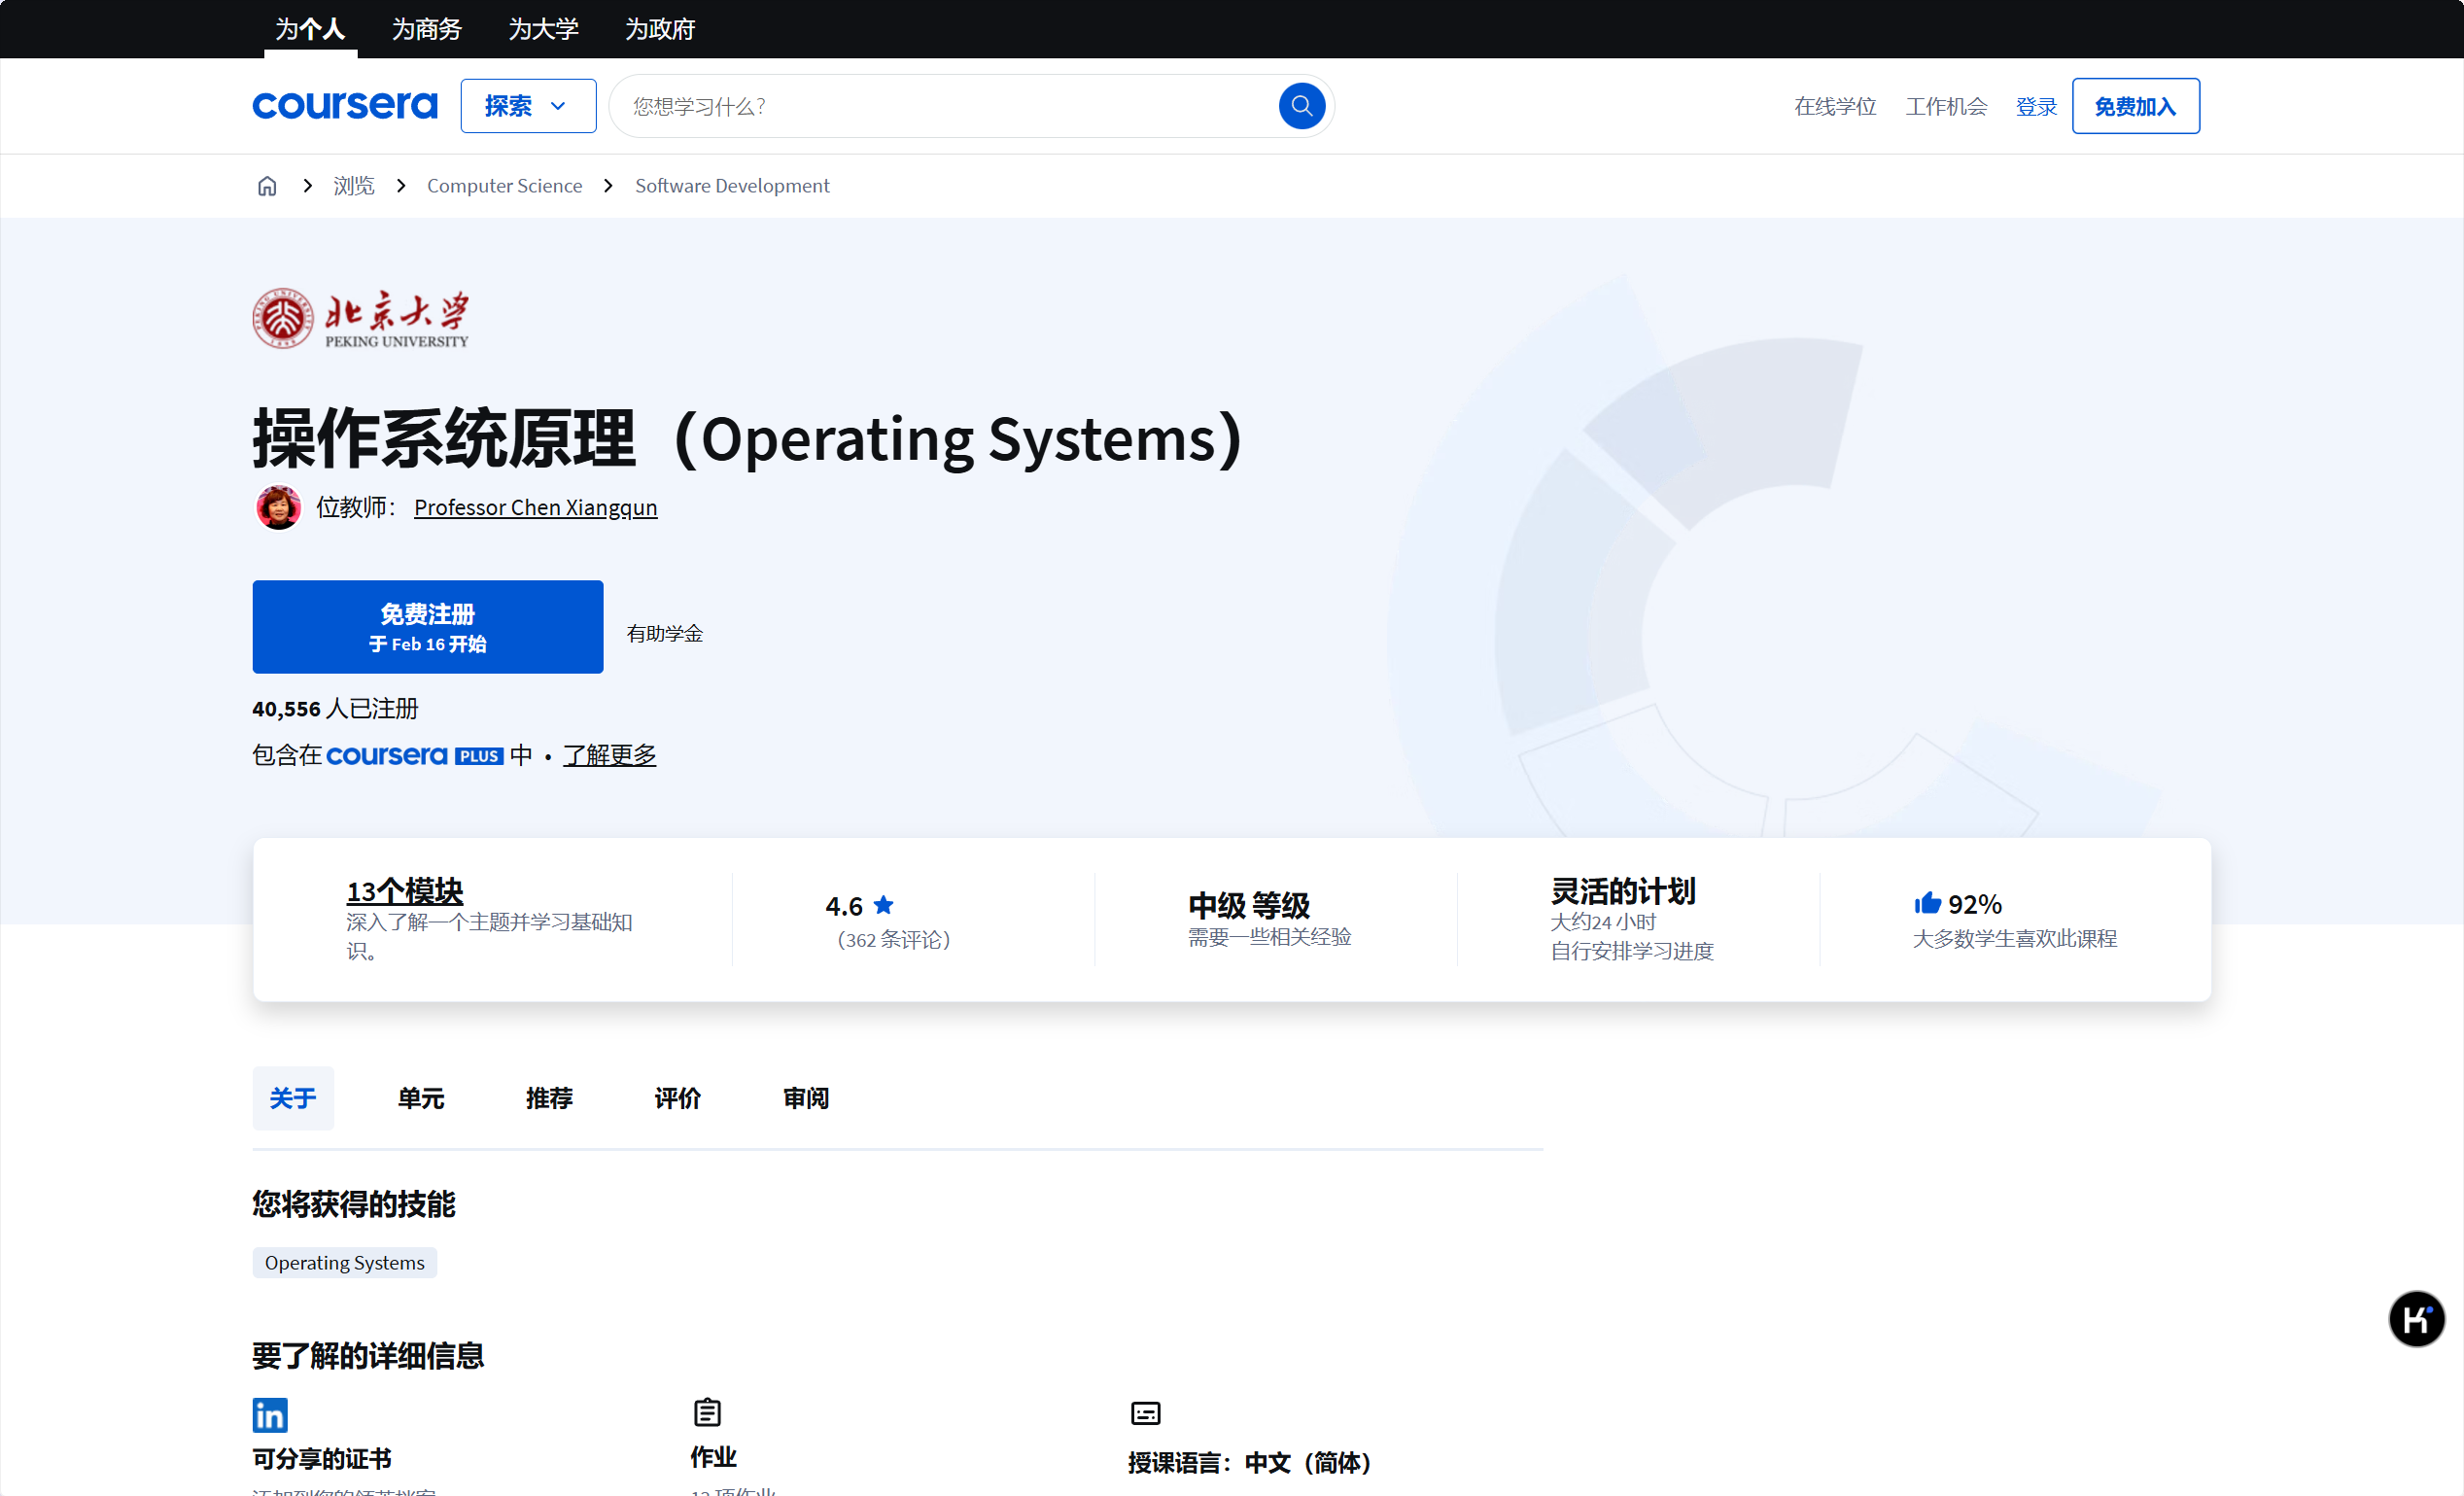 为个人 为商务 为大学 为政府
coursera 探索 您想学习什么？ 在线学位 工作机会 登录 免费加入
浏览 Computer Science Software Development
PEKING UNIVERSITY 1898 北京大学
PEKING UNIVERSITY
操作系统原理（Operating Systems）
位教师： Professor Chen Xiangqun
免费注册
于 Feb 16 开始
有助学金
40,556 人已注册
包含在 coursera PLUS 中 • 了解更多
13个模块
深入了解一个主题并学习基础知
识。
4.6
（362 条评论）
中级 等级
需要一些相关经验
灵活的计划
大约24 小时
自行安排学习进度
92%
大多数学生喜欢此课程
关于 单元 推荐 评价 审阅
您将获得的技能
Operating Systems
要了解的详细信息
in
可分享的证书
作业
授课语言：中文（简体）
K